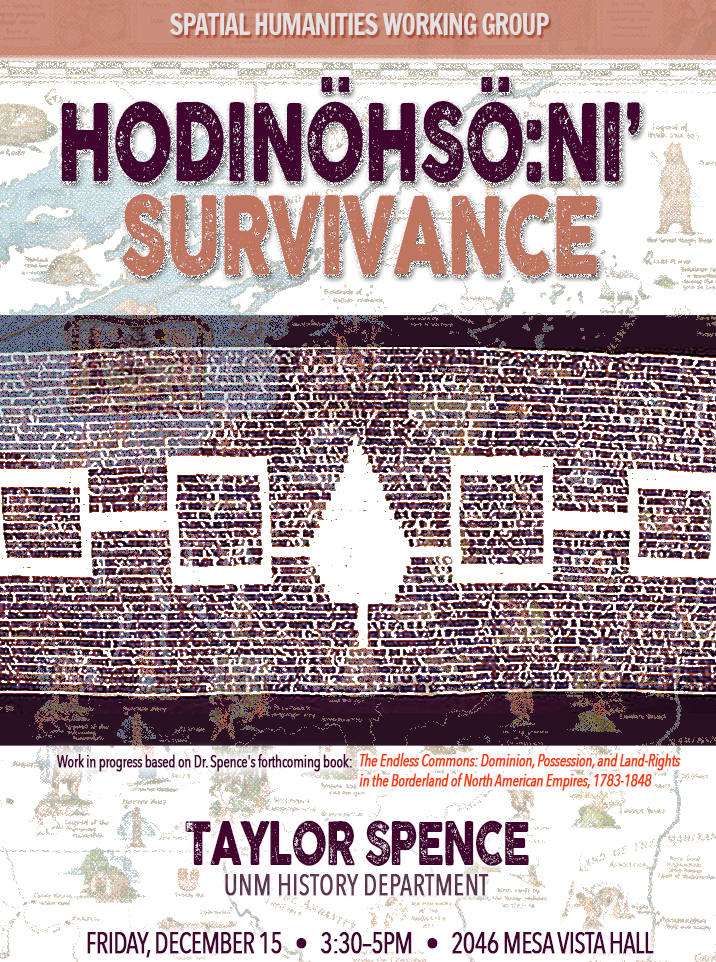 SPATIAL HUMANITIES WORKING GROUP
HODINÖHSÖ:NI’
SURVIVANCE
Work in progress based on Dr. Spence's forthcoming book: The Endless Commons: Dominion, Possession, and Land-Rights
in the Borderland of North American Empires, 1783-1848
TAYLOR SPENCE
UNM HISTORY DEPARTMENT
FRIDAY, DECEMBER 15 • 3:30–5PM • 2046 MESA VISTA HALL